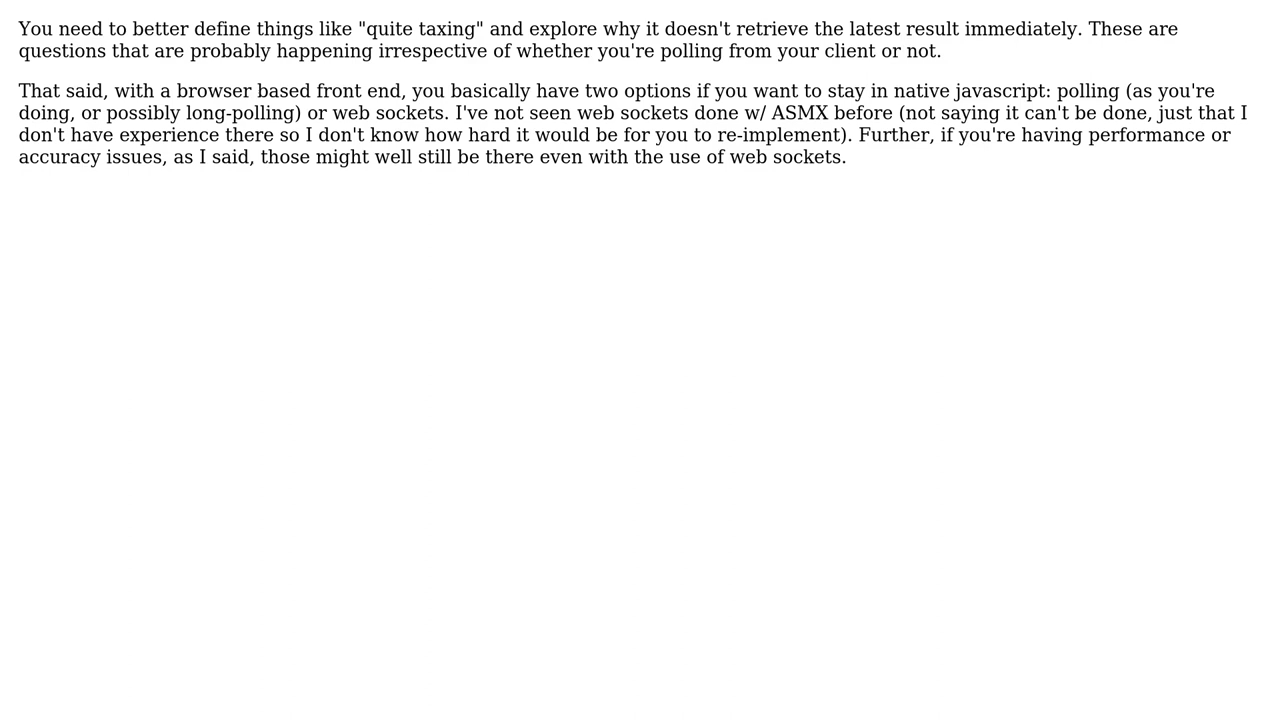 You need to better define things like "quite taxing" and explore why it doesn't retrieve the latest result immediately. These are
questions that are probably happening irrespective of whether you're polling from your client or not.
That said, with a browser based front end, you basically have two options if you want to stay in native javascript: polling (as you're
doing, or possibly long-polling) or web sockets. I've not seen web sockets done w/ ASMX before (not saying it can't be done, just that I
don't have experience there so I don't know how hard it would be for you to re-implement). Further, if you're having performance or
accuracy issues, as I said, those might well still be there even with the use of web sockets.